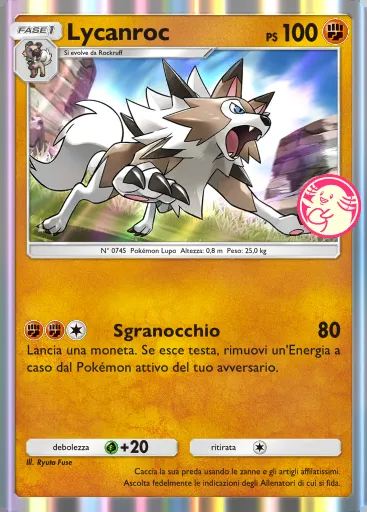 FASE 1
Lycanroc
PS 100
Si evolve da Rockruff
N° 0745 Pokémon Lupo Altezza: 0,8 m Peso: 25,0 kg
Sgranocchio 80
Lancia una moneta. Se esce testa, rimuovi un'Energia a
caso dal Pokémon attivo del tuo avversario.
debolezza +20 ritirata
Ill. Ryuta Fuse
Caccia la sua preda usando le zanne e gli artigli affilatissimi.
Ascolta fedelmente le indicazioni degli Allenatori di cui si fida.